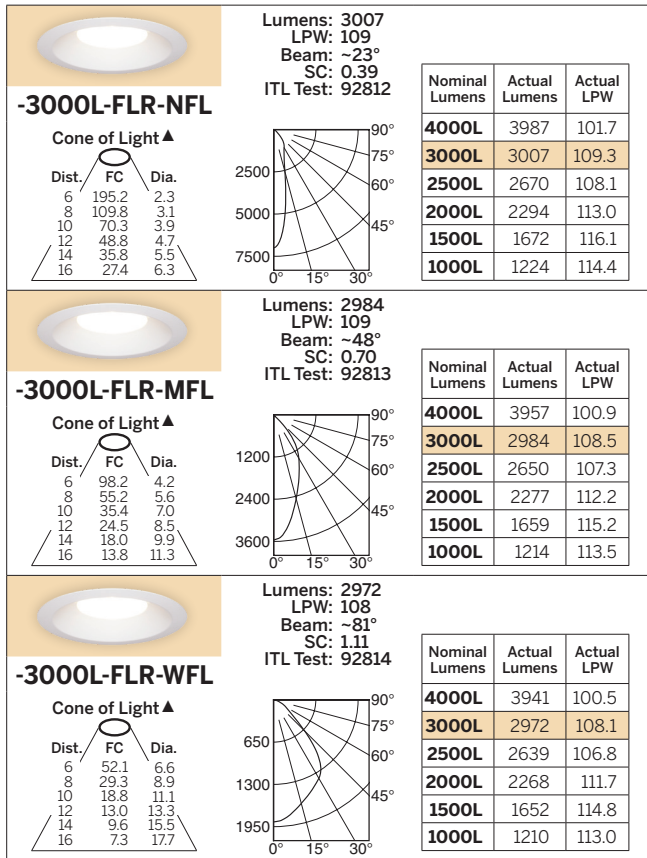 Lumens: 3007
LPW: 109
Beam: ~23°
SC: 0.39
ITL Test: 92812
-3000L-FLR-NFL
Cone of Light▲
Dist. FC Dia.
6 195.2 2.3
8 109.8 3.1
10 70.3 3.9
12 48.8 4.7
14 35.8 5.5
16 27.4 6.3
90°
75°
60°
45°
2500
5000
7500
0° 15° 30°
Nominal Lumens Actual Lumens Actual LPW
4000L 3987 101.7
3000L 3007 109.3
2500L 2670 108.1
2000L 2294 113.0
1500L 1672 116.1
1000L 1224 114.4
Lumens: 2984
LPW: 109
Beam: ~48°
SC: 0.70
ITL Test: 92813
-3000L-FLR-MFL
Cone of Light▲
Dist. FC Dia.
6 98.2 4.2
8 55.2 5.6
10 35.4 7.0
12 24.5 8.5
14 18.0 9.9
16 13.8 11.3
90°
75°
60°
45°
1200
2400
3600
0° 15° 30°
Nominal Lumens Actual Lumens Actual LPW
4000L 3957 100.9
3000L 2984 108.5
2500L 2650 107.3
2000L 2277 112.2
1500L 1659 115.2
1000L 1214 113.5
Lumens: 2972
LPW: 108
Beam: ~81°
SC: 1.11
ITL Test: 92814
-3000L-FLR-WFL
Cone of Light▲
Dist. FC Dia.
6 52.1 6.6
8 29.3 8.9
10 18.8 11.1
12 13.0 13.3
14 9.6 15.5
16 7.3 17.7
90°
75°
60°
45°
650
1300
1950
0° 15° 30°
Nominal Lumens Actual Lumens Actual LPW
4000L 3941 100.5
3000L 2972 108.1
2500L 2639 106.8
2000L 2268 111.7
1500L 1652 114.8
1000L 1210 113.0